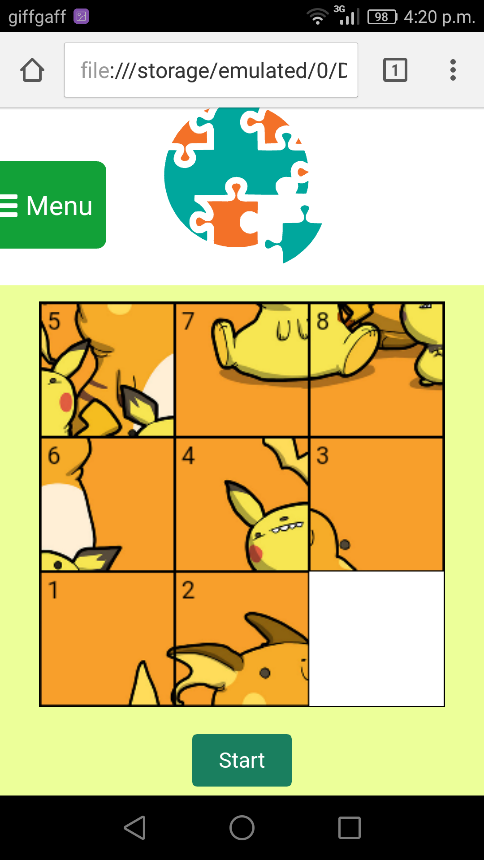 giffgaff 3G 98 4:20 p.m.
file:///storage/emulated/0/D 1
Menu
5 7 8
6 4 3
1 2
Start